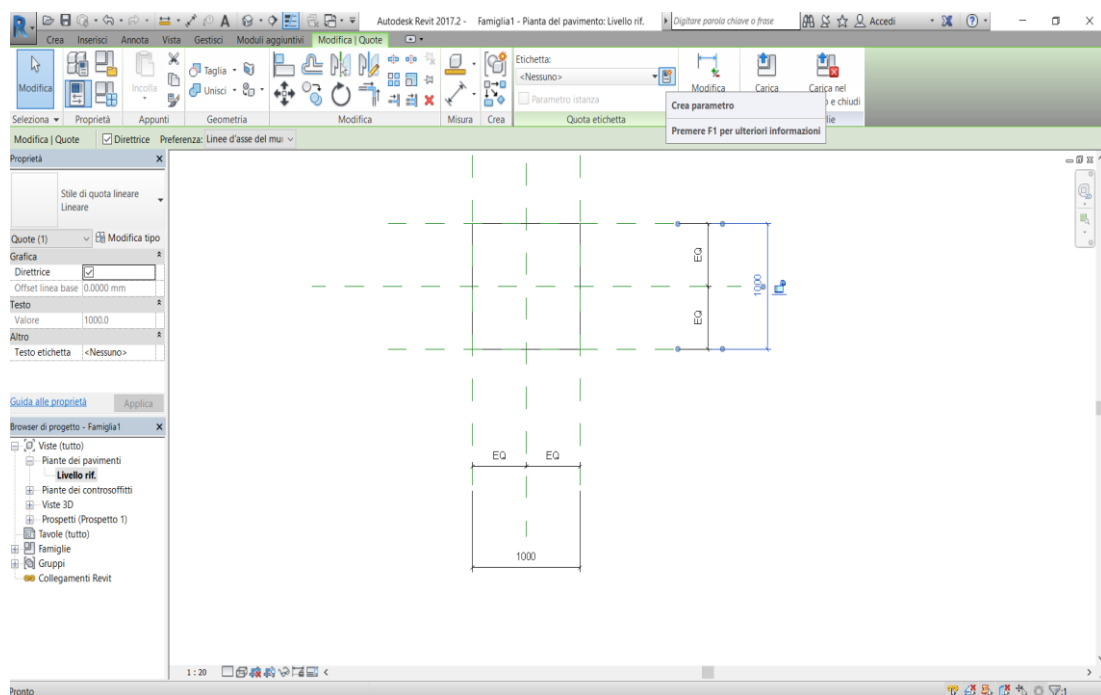 Autodesk Revit 2017.2 - Famiglia1 - Pianta del pavimento: Livello rif.
Digitare parola chiave o frase
Accedi
Crea Inserisci Annota Vista Gestisci Moduli aggiuntivi Modifica | Quote
Modifica
Incolla
Taglia
Unisci
Etichetta:
<Nessuno>
Parametro istanza
Modifica
Carica
Carica nel
e chiudi
Seleziona Proprietà Appunti Geometria Modifica Misura Crea Quota etichetta
Crea parametro
Premere F1 per ulteriori informazioni
Modifica | Quote Direttrice Preferenza: Linee d'asse del mu
Proprietà
Stile di quota lineare
Lineare
Quote (1) Modifica tipo
Grafica
Direttrice
Offset linea base 0.0000 mm
Testo
Valore 1000.0
Altro
Testo etichetta <Nessuno>
Guida alle proprietà Applica
Browser di progetto - Famiglia1
Viste (tutto)
Piante dei pavimenti
Livello rif.
Piante dei controsoffitti
Viste 3D
Prospetti (Prospetto 1)
Tavole (tutto)
Famiglie
Gruppi
Collegamenti Revit
EQ
EQ
1000
EQ EQ
1000
1 : 20
Pronto
:1